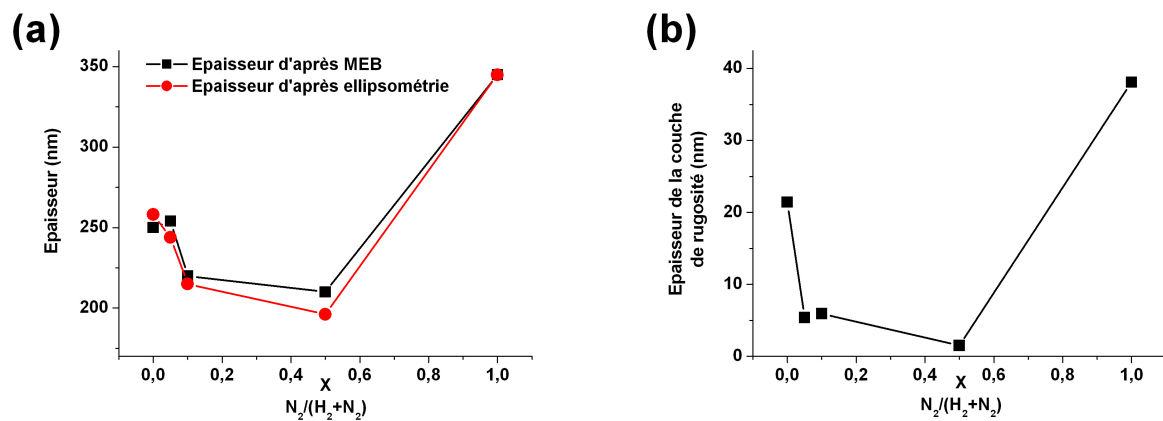 (a)
Epaisseur d'après MEB
Epaisseur d'après ellipsométrie
Epaisseur (nm)
350
300
250
200
0,0 0,2 0,4 0,6 0,8 1,0
X
N₂/(H₂+N₂)
(b)
Epaisseur de la couche
de rugosité (nm)
40
30
20
10
0
0,0 0,2 0,4 0,6 0,8 1,0
X
N₂/(H₂+N₂)